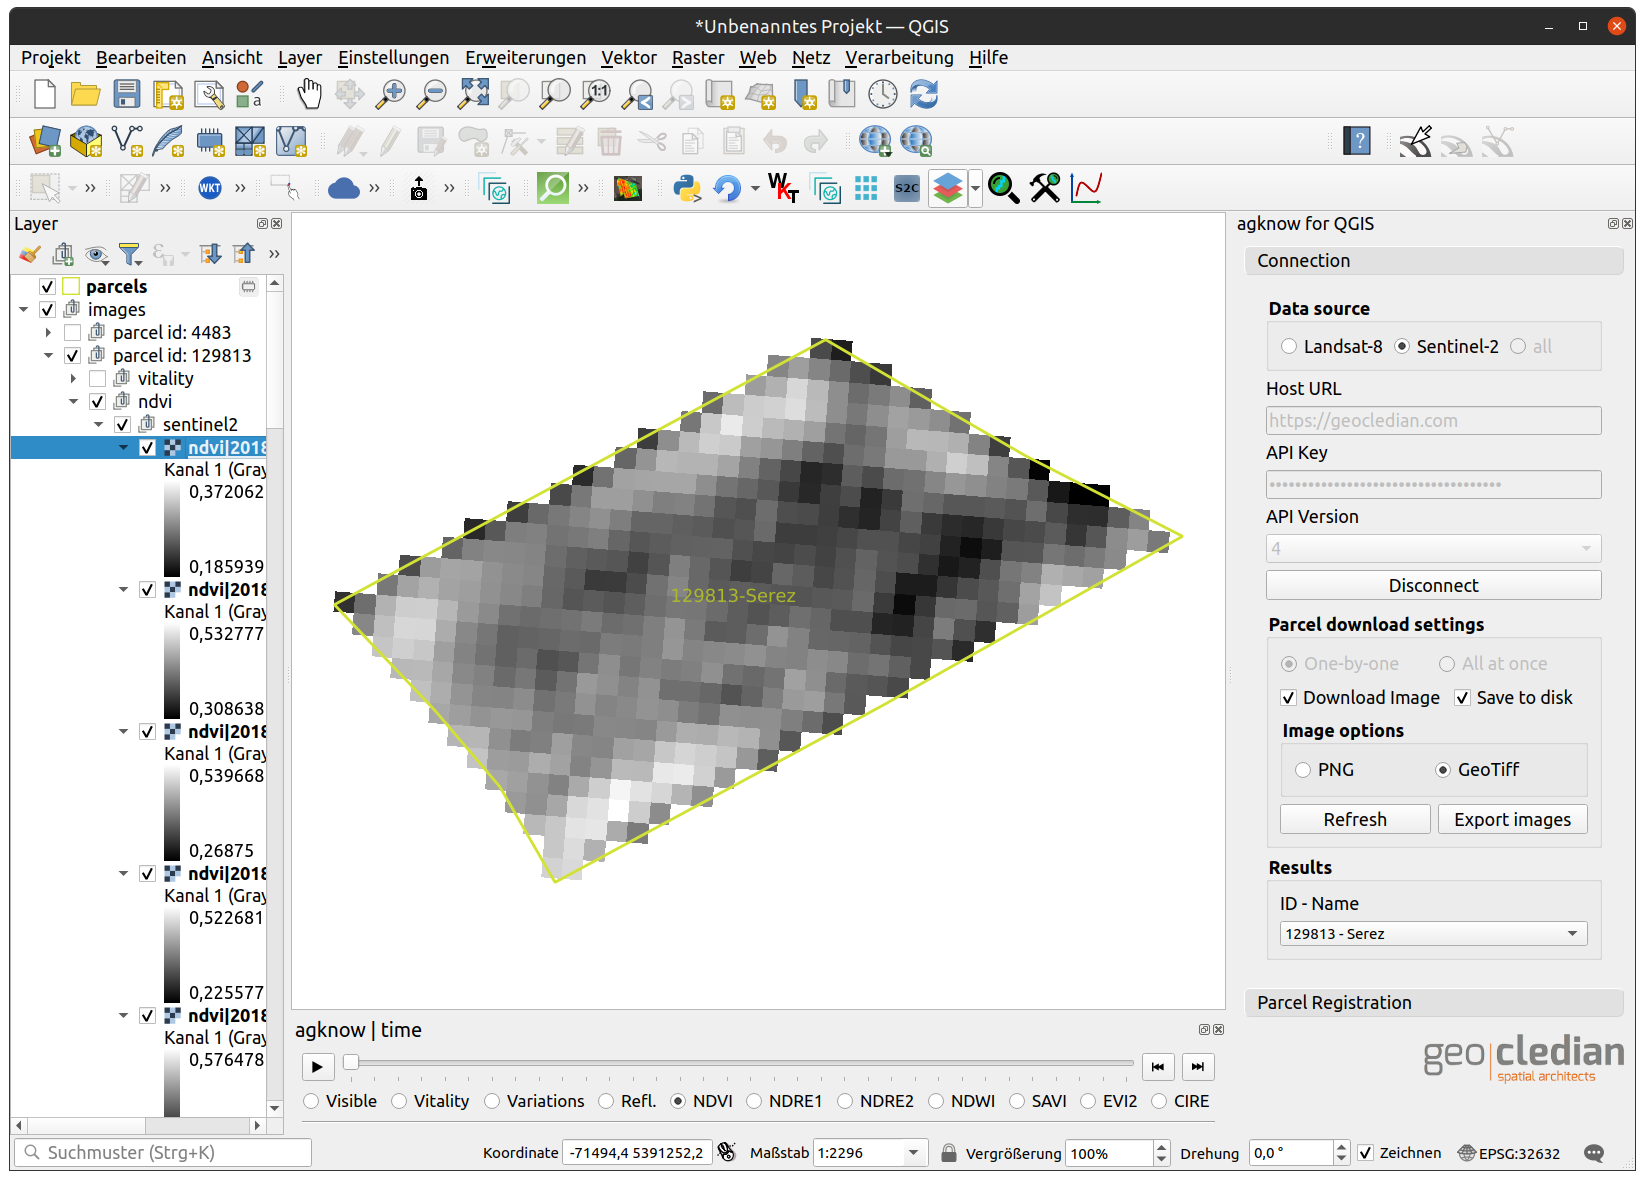 *Unbenanntes Projekt — QGIS
Projekt Bearbeiten Ansicht Layer Einstellungen Erweiterungen Vektor Raster Web Netz Verarbeitung Hilfe
a
1:1
?
WKT
WKT
S2C
Layer
parcels
images
parcel id: 4483
parcel id: 129813
vitality
ndvi
sentinel2
ndvi|2018
Kanal 1 (Gray
0,372062
0,185939
ndvi|2018
Kanal 1 (Gray
0,532777
0,308638
ndvi|2018
Kanal 1 (Gray
0,539668
0,26875
ndvi|2018
Kanal 1 (Gray
0,522681
0,225577
ndvi|2018
Kanal 1 (Gray
0,576478
129813-Serez
agknow | time
Visible Vitality Variations Refl. NDVI NDRE1 NDRE2 NDWI SAVI EVI2 CIRE
agknow for QGIS
Connection
Data source
Landsat-8 Sentinel-2 all
Host URL
https://geocledian.com
API Key
API Version
4
Disconnect
Parcel download settings
One-by-one All at once
Download Image Save to disk
Image options
PNG GeoTiff
Refresh Export images
Results
ID - Name
129813 - Serez
Parcel Registration
geo cledian
spatial architects
Suchmuster (Strg+K) Koordinate -71494,4 5391252,2 Maßstab 1:2296 Vergrößerung 100% Drehung 0,0 ° Zeichnen EPSG:32632